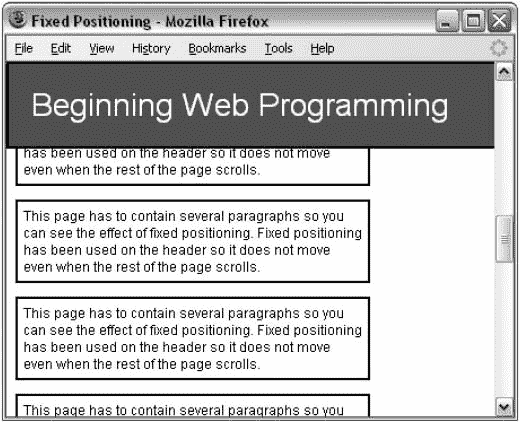 Fixed Positioning - Mozilla Firefox
File Edit View History Bookmarks Tools Help
Beginning Web Programming
has been used on the header so it does not move
even when the rest of the page scrolls.
This page has to contain several paragraphs so you
can see the effect of fixed positioning. Fixed positioning
has been used on the header so it does not move
even when the rest of the page scrolls.
This page has to contain several paragraphs so you
can see the effect of fixed positioning. Fixed positioning
has been used on the header so it does not move
even when the rest of the page scrolls.
This page has to contain several paragraphs so you